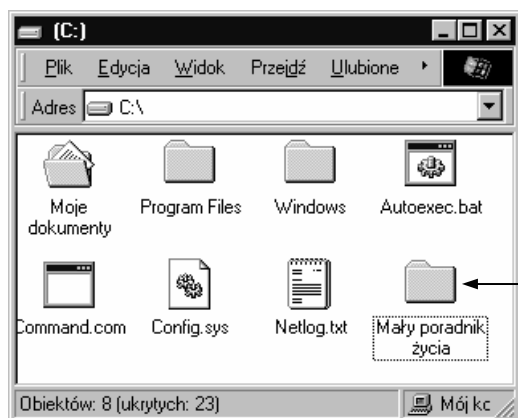 (C:)
Plik Edycja Widok Przejdź Ulubione
Adres C:\
Moje dokumenty
Program Files
Windows
Autoexec.bat
Command.com
Config.sys
Netlog.txt
Mały poradnik życia
Obiektów: 8 (ukrytych: 23) Mój kc